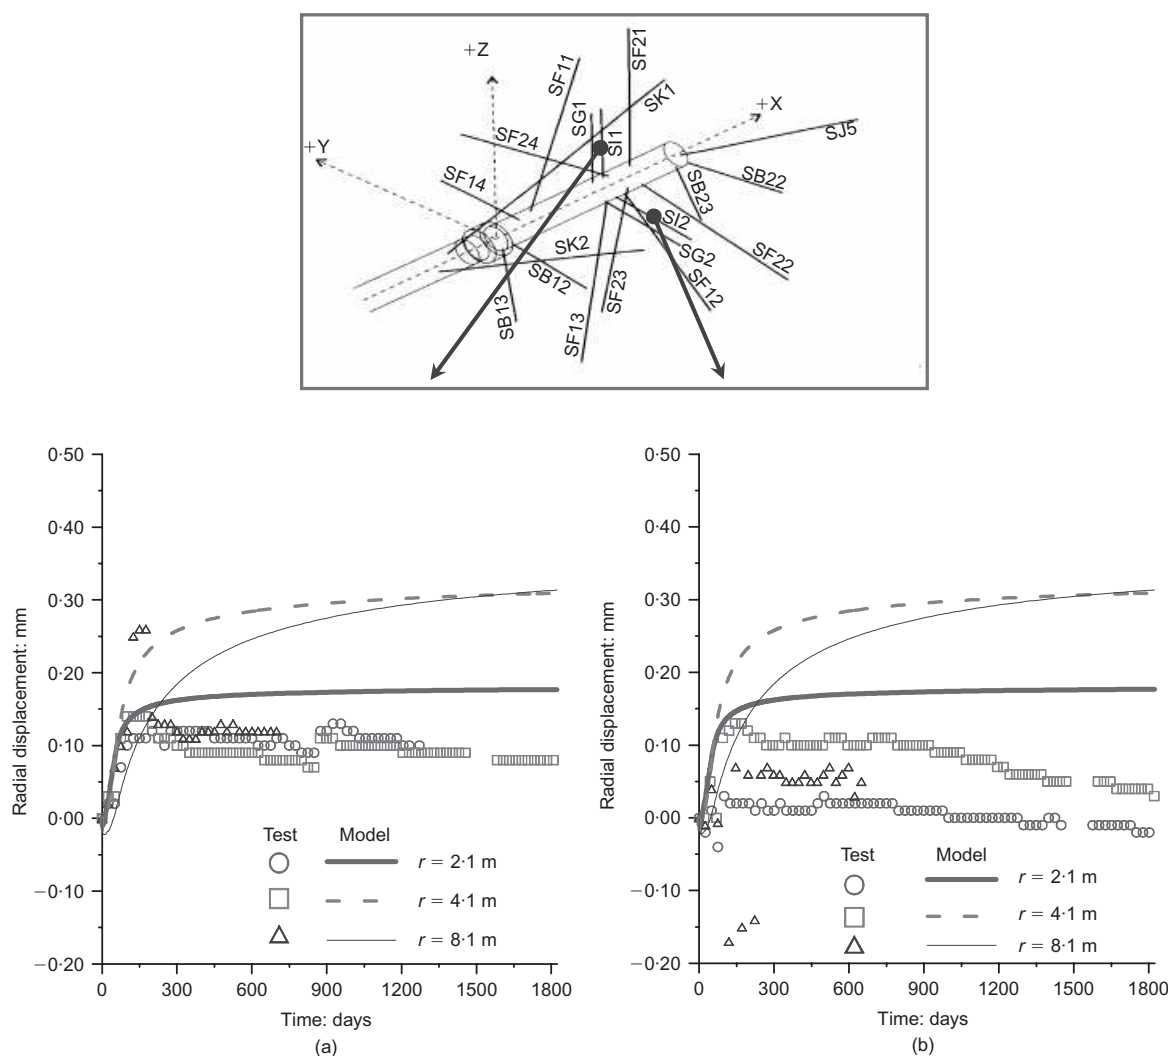 +Z
SF11
SF21
SK1
+X
SG1
SI1
SJ5
SF24
+Y
SF14
SB22
SB23
SI2
SK2
SG2
SF22
SB12
SF12
SB13
SF23
SF13
0·50
0·40
0·30
0·20
0·10
0·00
−0·10
−0·20
Radial displacement: mm
Test Model
r = 2·1 m
r = 4·1 m
r = 8·1 m
0 300 600 900 1200 1500 1800
Time: days
(a)
0·50
0·40
0·30
0·20
0·10
0·00
−0·10
−0·20
Radial displacement: mm
Test Model
r = 2·1 m
r = 4·1 m
r = 8·1 m
0 300 600 900 1200 1500 1800
Time: days
(b)